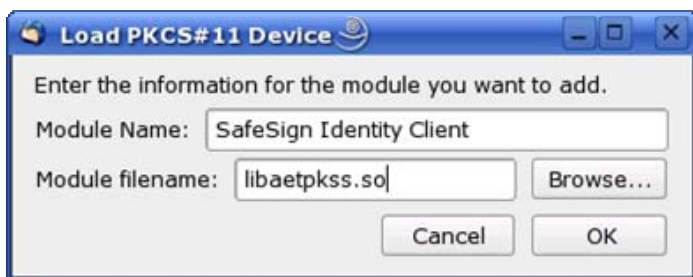 Load PKCS#11 Device
Enter the information for the module you want to add.
Module Name: SafeSign Identity Client
Module filename: libaetpkss.so Browse...
Cancel OK